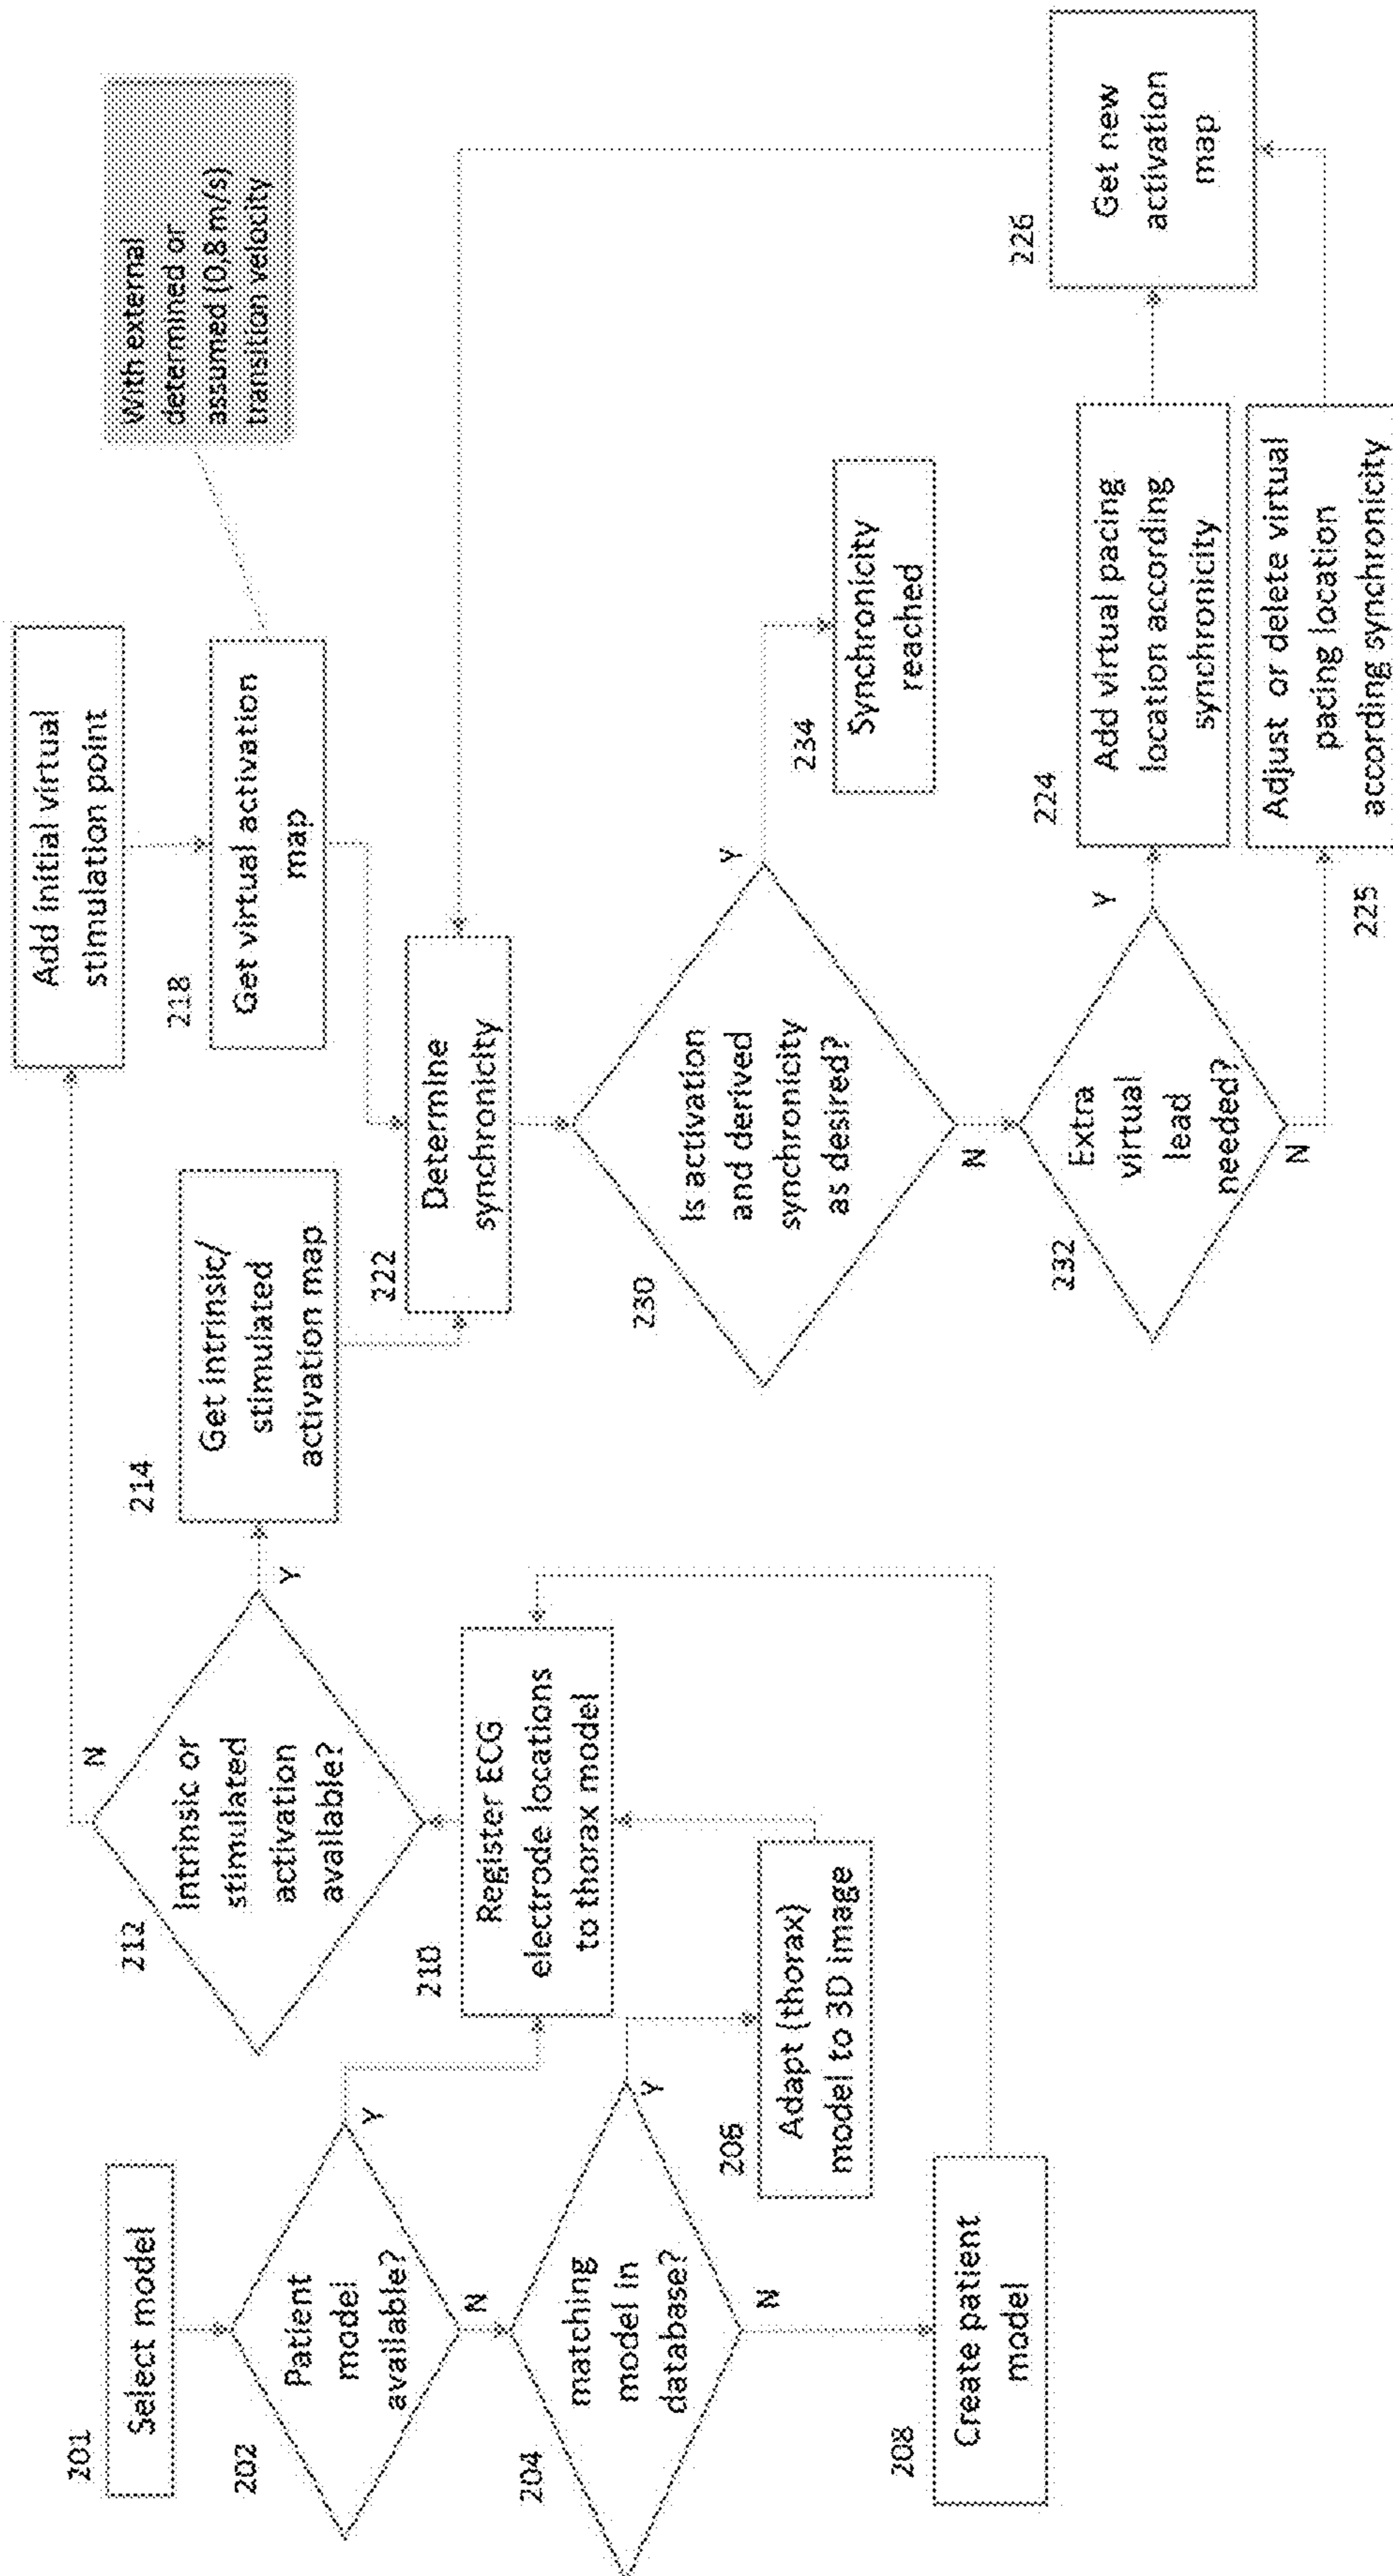 201
Select model
202
Patient
model
available?
Y
N
204
matching
model in
database?
Y
N
206
Adapt (thorax)
model to 3D image
208
Create patient
model
210
Register ECG
electrode locations
to thorax model
212
Intrinsic or
stimulated
activation
available?
N
Y
214
Get intrinsic/
stimulated
activation map
Add initial virtual
stimulation point
218
Get virtual activation
map
With external
determined or
assumed (0,8 m/s)
transition velocity
222
Determine
synchronicity
230
Is activation
and derived
synchronicity
as desired?
Y
N
234
Synchronicity
reached
232
Extra
virtual
lead
needed?
Y
N
224
Add virtual pacing
location according
synchronicity
225
Adjust or delete virtual
pacing location
according synchronicity
226
Get new
activation
map